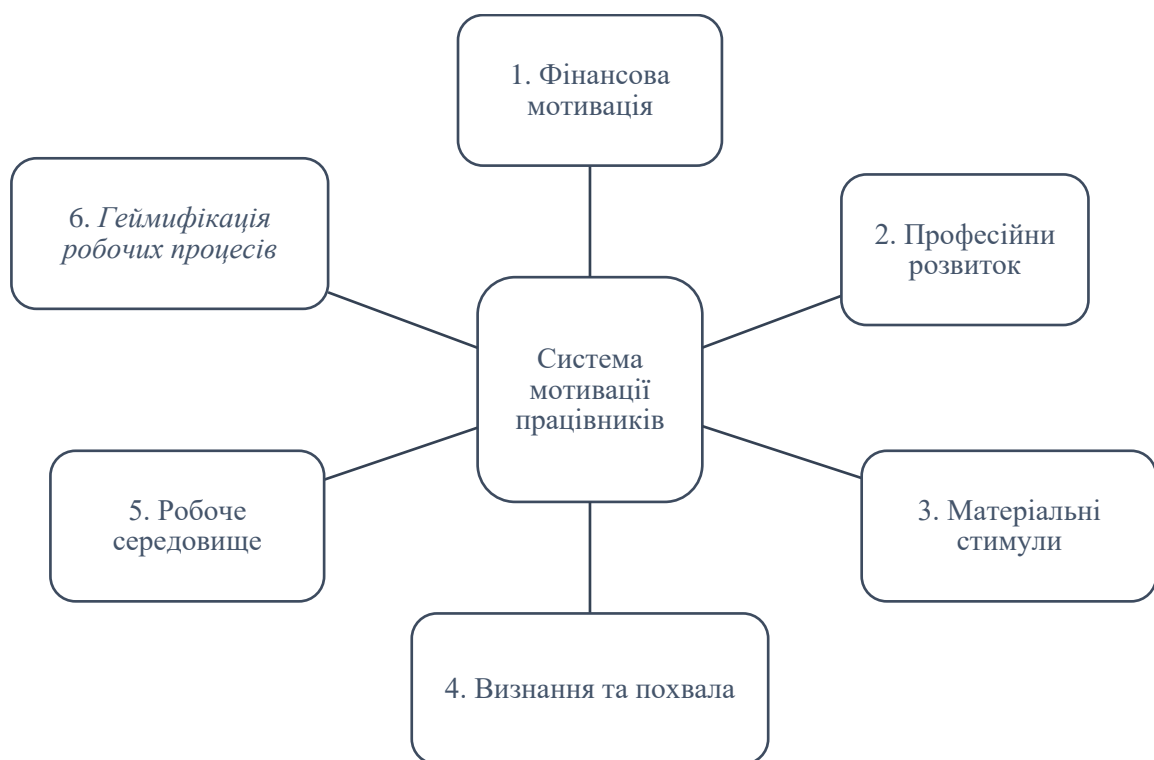 1. Фінансова
мотивація
2. Професійни
розвиток
3. Матеріальні
стимули
4. Визнання та похвала
5. Робоче
середовище
6. Геймифікація
робочих процесів
Система
мотивації
працівників